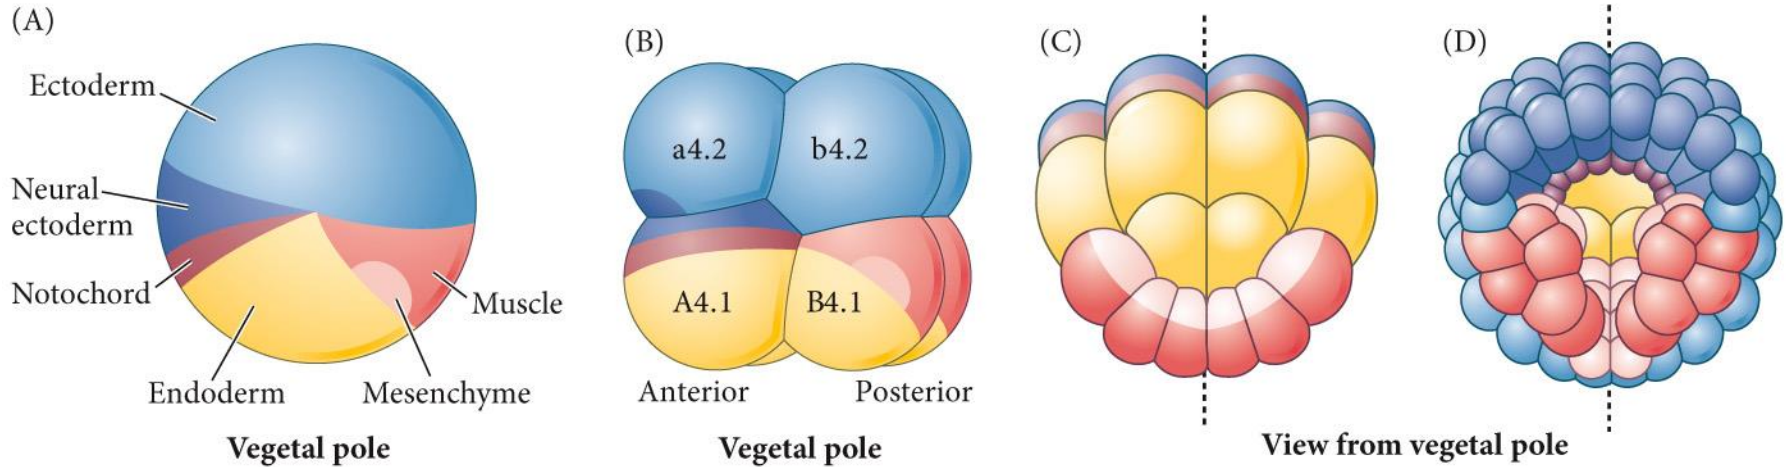 (A)
Ectoderm
Neural
ectoderm
Notochord
Endoderm
Mesenchyme
Muscle
Vegetal pole
(B)
a4.2
b4.2
A4.1
B4.1
Anterior
Posterior
Vegetal pole
(C)
(D)
View from vegetal pole